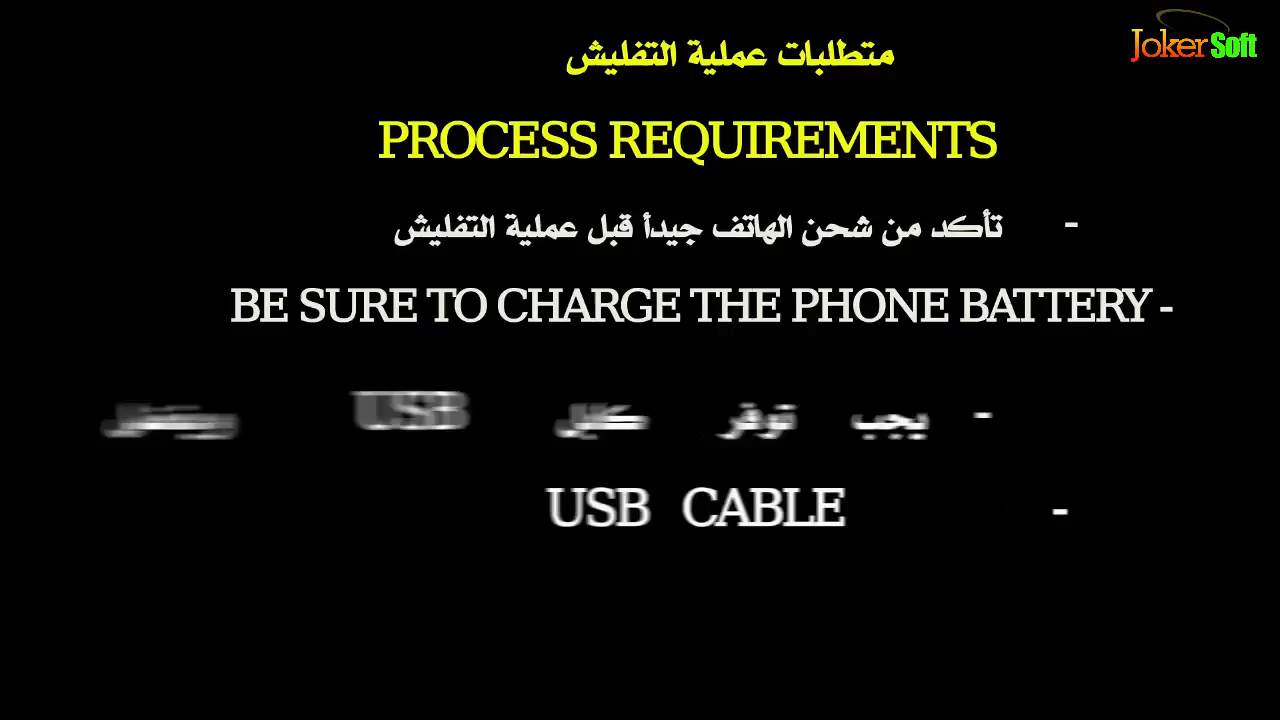 JokerSoft
متطلبات عملية التفليش
PROCESS REQUIREMENTS
- تأكد من شحن الهاتف جيدأ قبل عملية التفليش
BE SURE TO CHARGE THE PHONE BATTERY -
- يجب توفر كابل USB
USB CABLE -